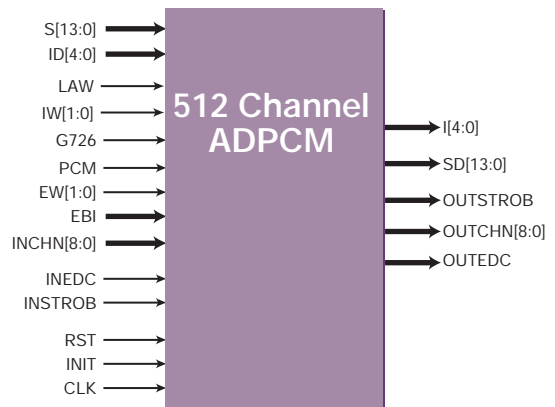 S[13:0]
ID[4:0]
LAW
IW[1:0]
G726
PCM
EW[1:0]
EBI
INCHN[8:0]
INEDC
INSTROB
RST
INIT
CLK
512 Channel
ADPCM
I[4:0]
SD[13:0]
OUTSTROB
OUTCHN[8:0]
OUTEDC